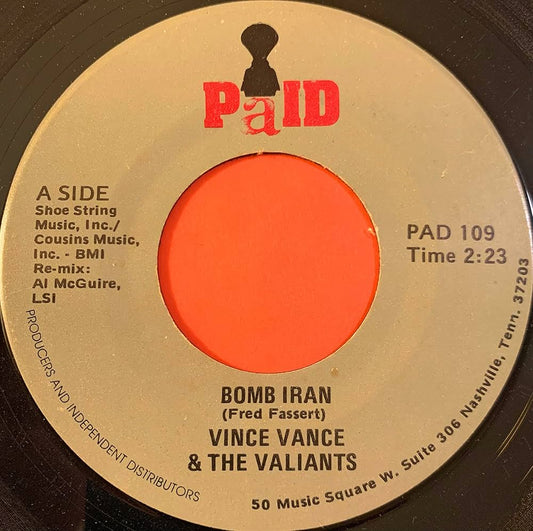 PaID
A SIDE
Shoe String
Music, Inc./
Cousins Music,
Inc. - BMI
Re-mix:
Al McGuire,
LSI
PAD 109
Time 2:23
BOMB IRAN
(Fred Fassert)
VINCE VANCE
& THE VALIANTS
PRODUCERS AND INDEPENDENT DISTRIBUTORS
50 Music Square W. Suite 306 Nashville, Tenn. 37203